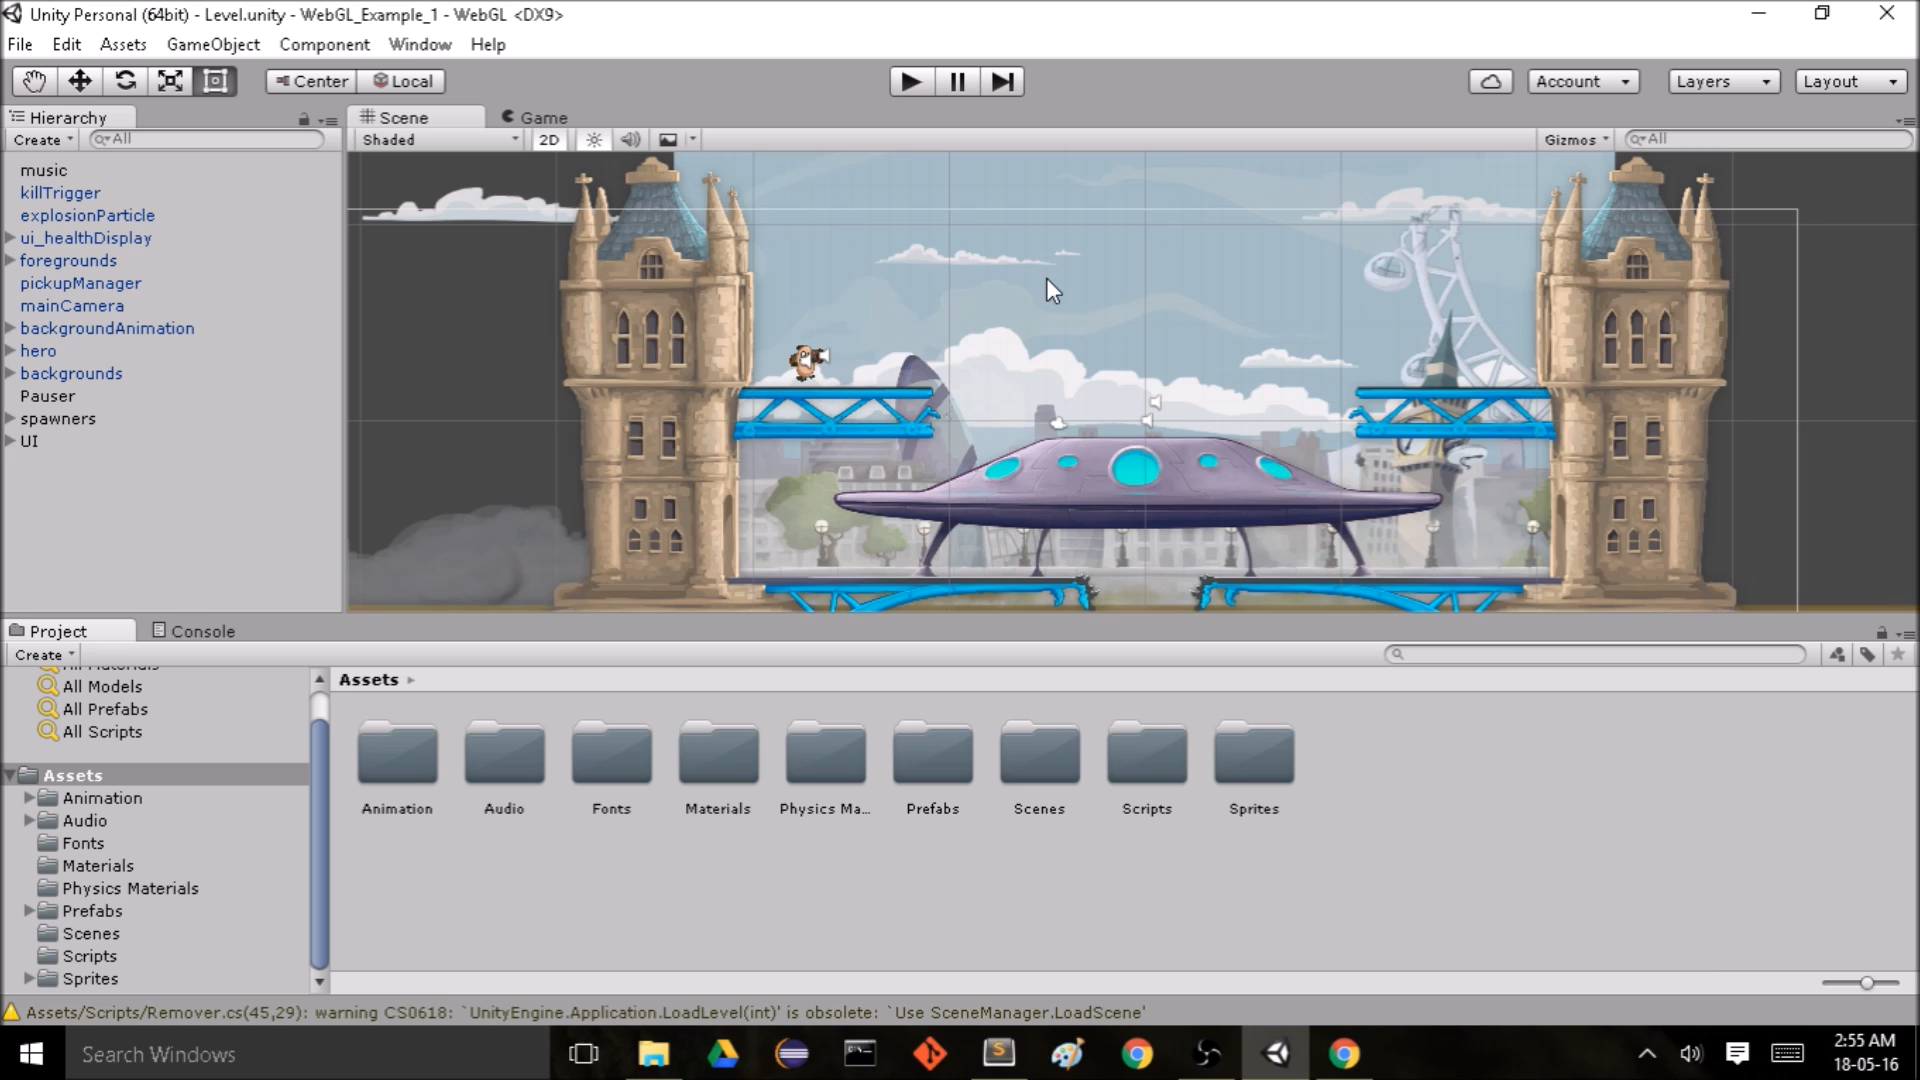 Unity Personal (64bit) - Level.unity - WebGL_Example_1 - WebGL <DX9>
File Edit Assets GameObject Component Window Help
Center Local Account Layers Layout
Hierarchy Scene Game
Create All Shaded 2D Gizmos All
music
killTrigger
explosionParticle
ui_healthDisplay
foregrounds
pickupManager
mainCamera
backgroundAnimation
hero
backgrounds
Pauser
spawners
UI
Project Console
Create
All Materials
All Models
All Prefabs
All Scripts
Assets
Animation
Audio
Fonts
Materials
Physics Materials
Prefabs
Scenes
Scripts
Sprites
Assets
Animation Audio Fonts Materials Physics Ma... Prefabs Scenes Scripts Sprites
Assets/Scripts/Remover.cs(45,29): warning CS0618: `UnityEngine.Application.LoadLevel(int)' is obsolete: `Use SceneManager.LoadScene'
Search Windows
2:55 AM
18-05-16